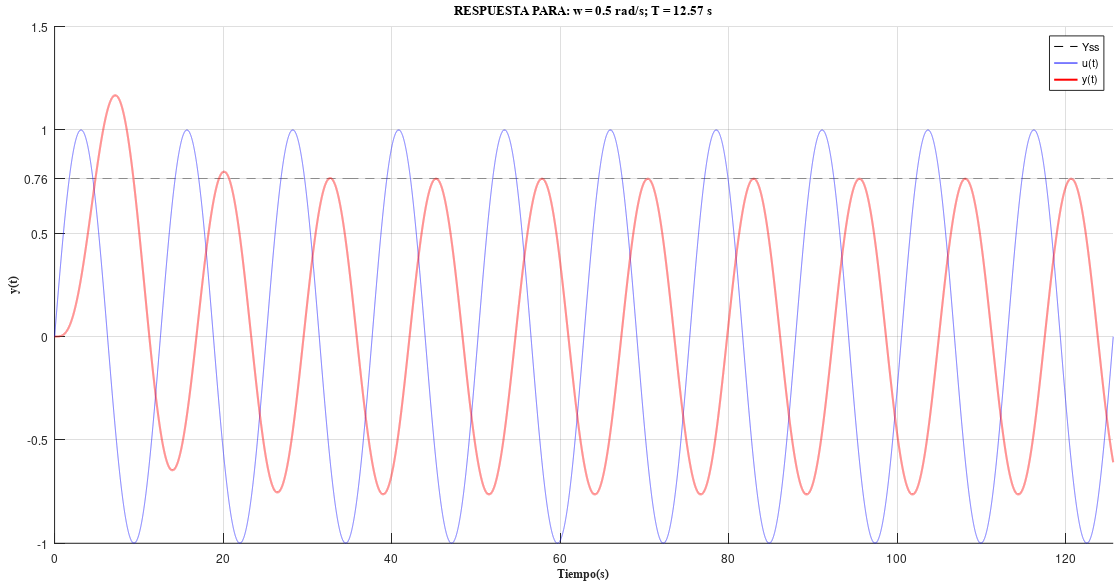 RESPUESTA PARA: w = 0.5 rad/s; T = 12.57 s
1.5
1
0.76
0.5
0
-0.5
-1
y(t)
Yss
u(t)
y(t)
0 20 40 60 80 100 120
Tiempo(s)